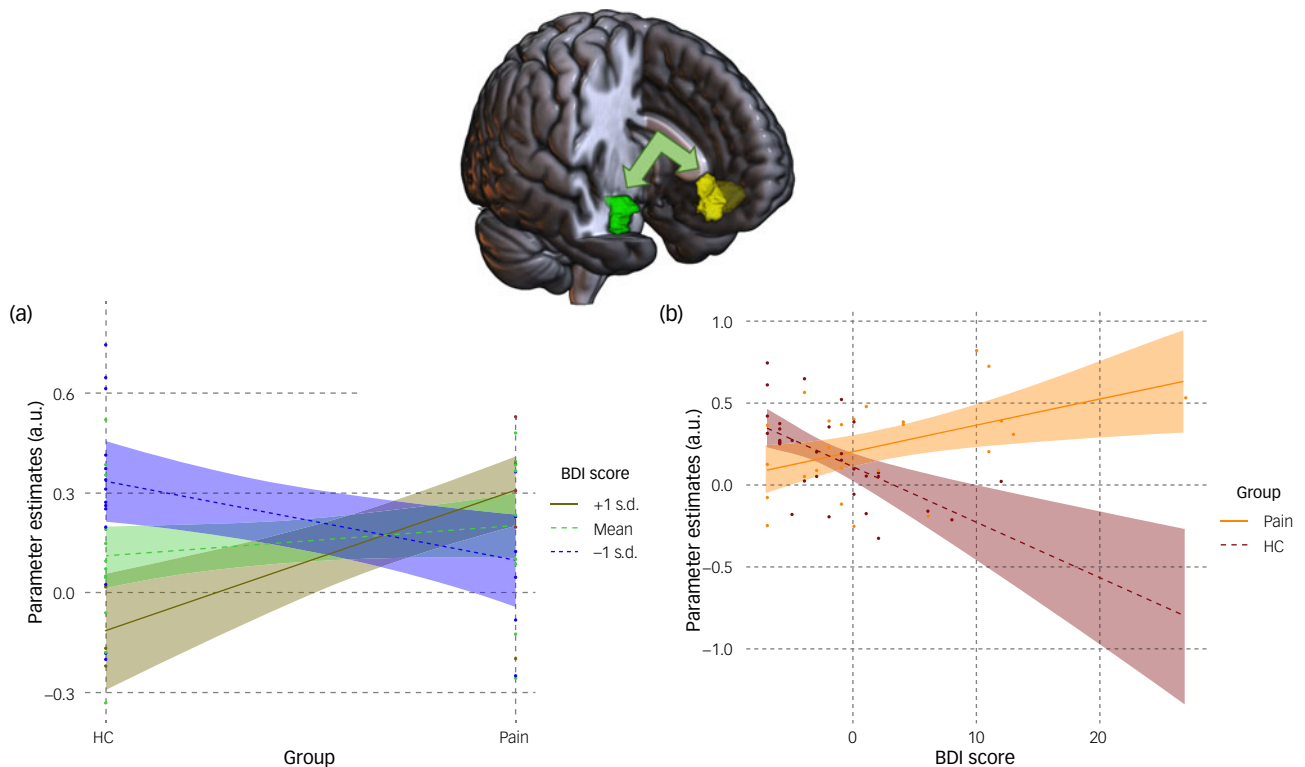 (a)
Parameter estimates (a.u.)
0.6
0.3
0.0
−0.3
HC
Pain
Group
BDI score
+1 s.d.
Mean
−1 s.d.
(b)
Parameter estimates (a.u.)
1.0
0.5
0.0
−0.5
−1.0
0
10
20
BDI score
Group
Pain
HC